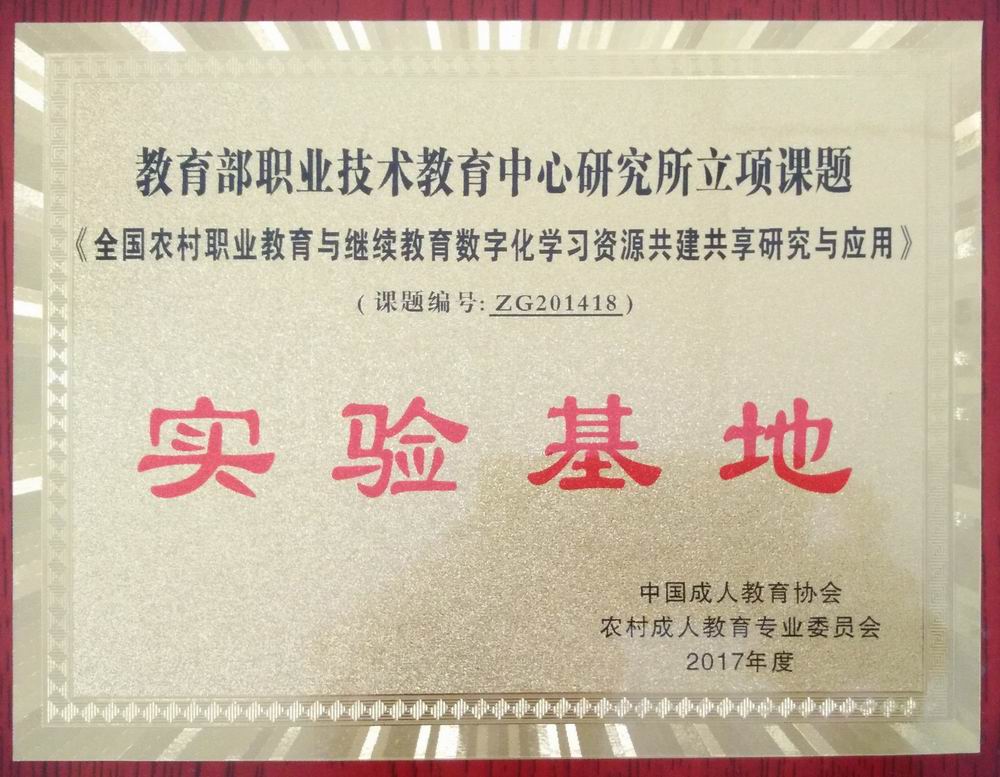 教育部职业技术教育中心研究所立项课题
《全国农村职业教育与继续教育数字化学习资源共建共享研究与应用》
(课题编号: ZG201418)
实验基地
中国成人教育协会
农村成人教育专业委员会
2017年度